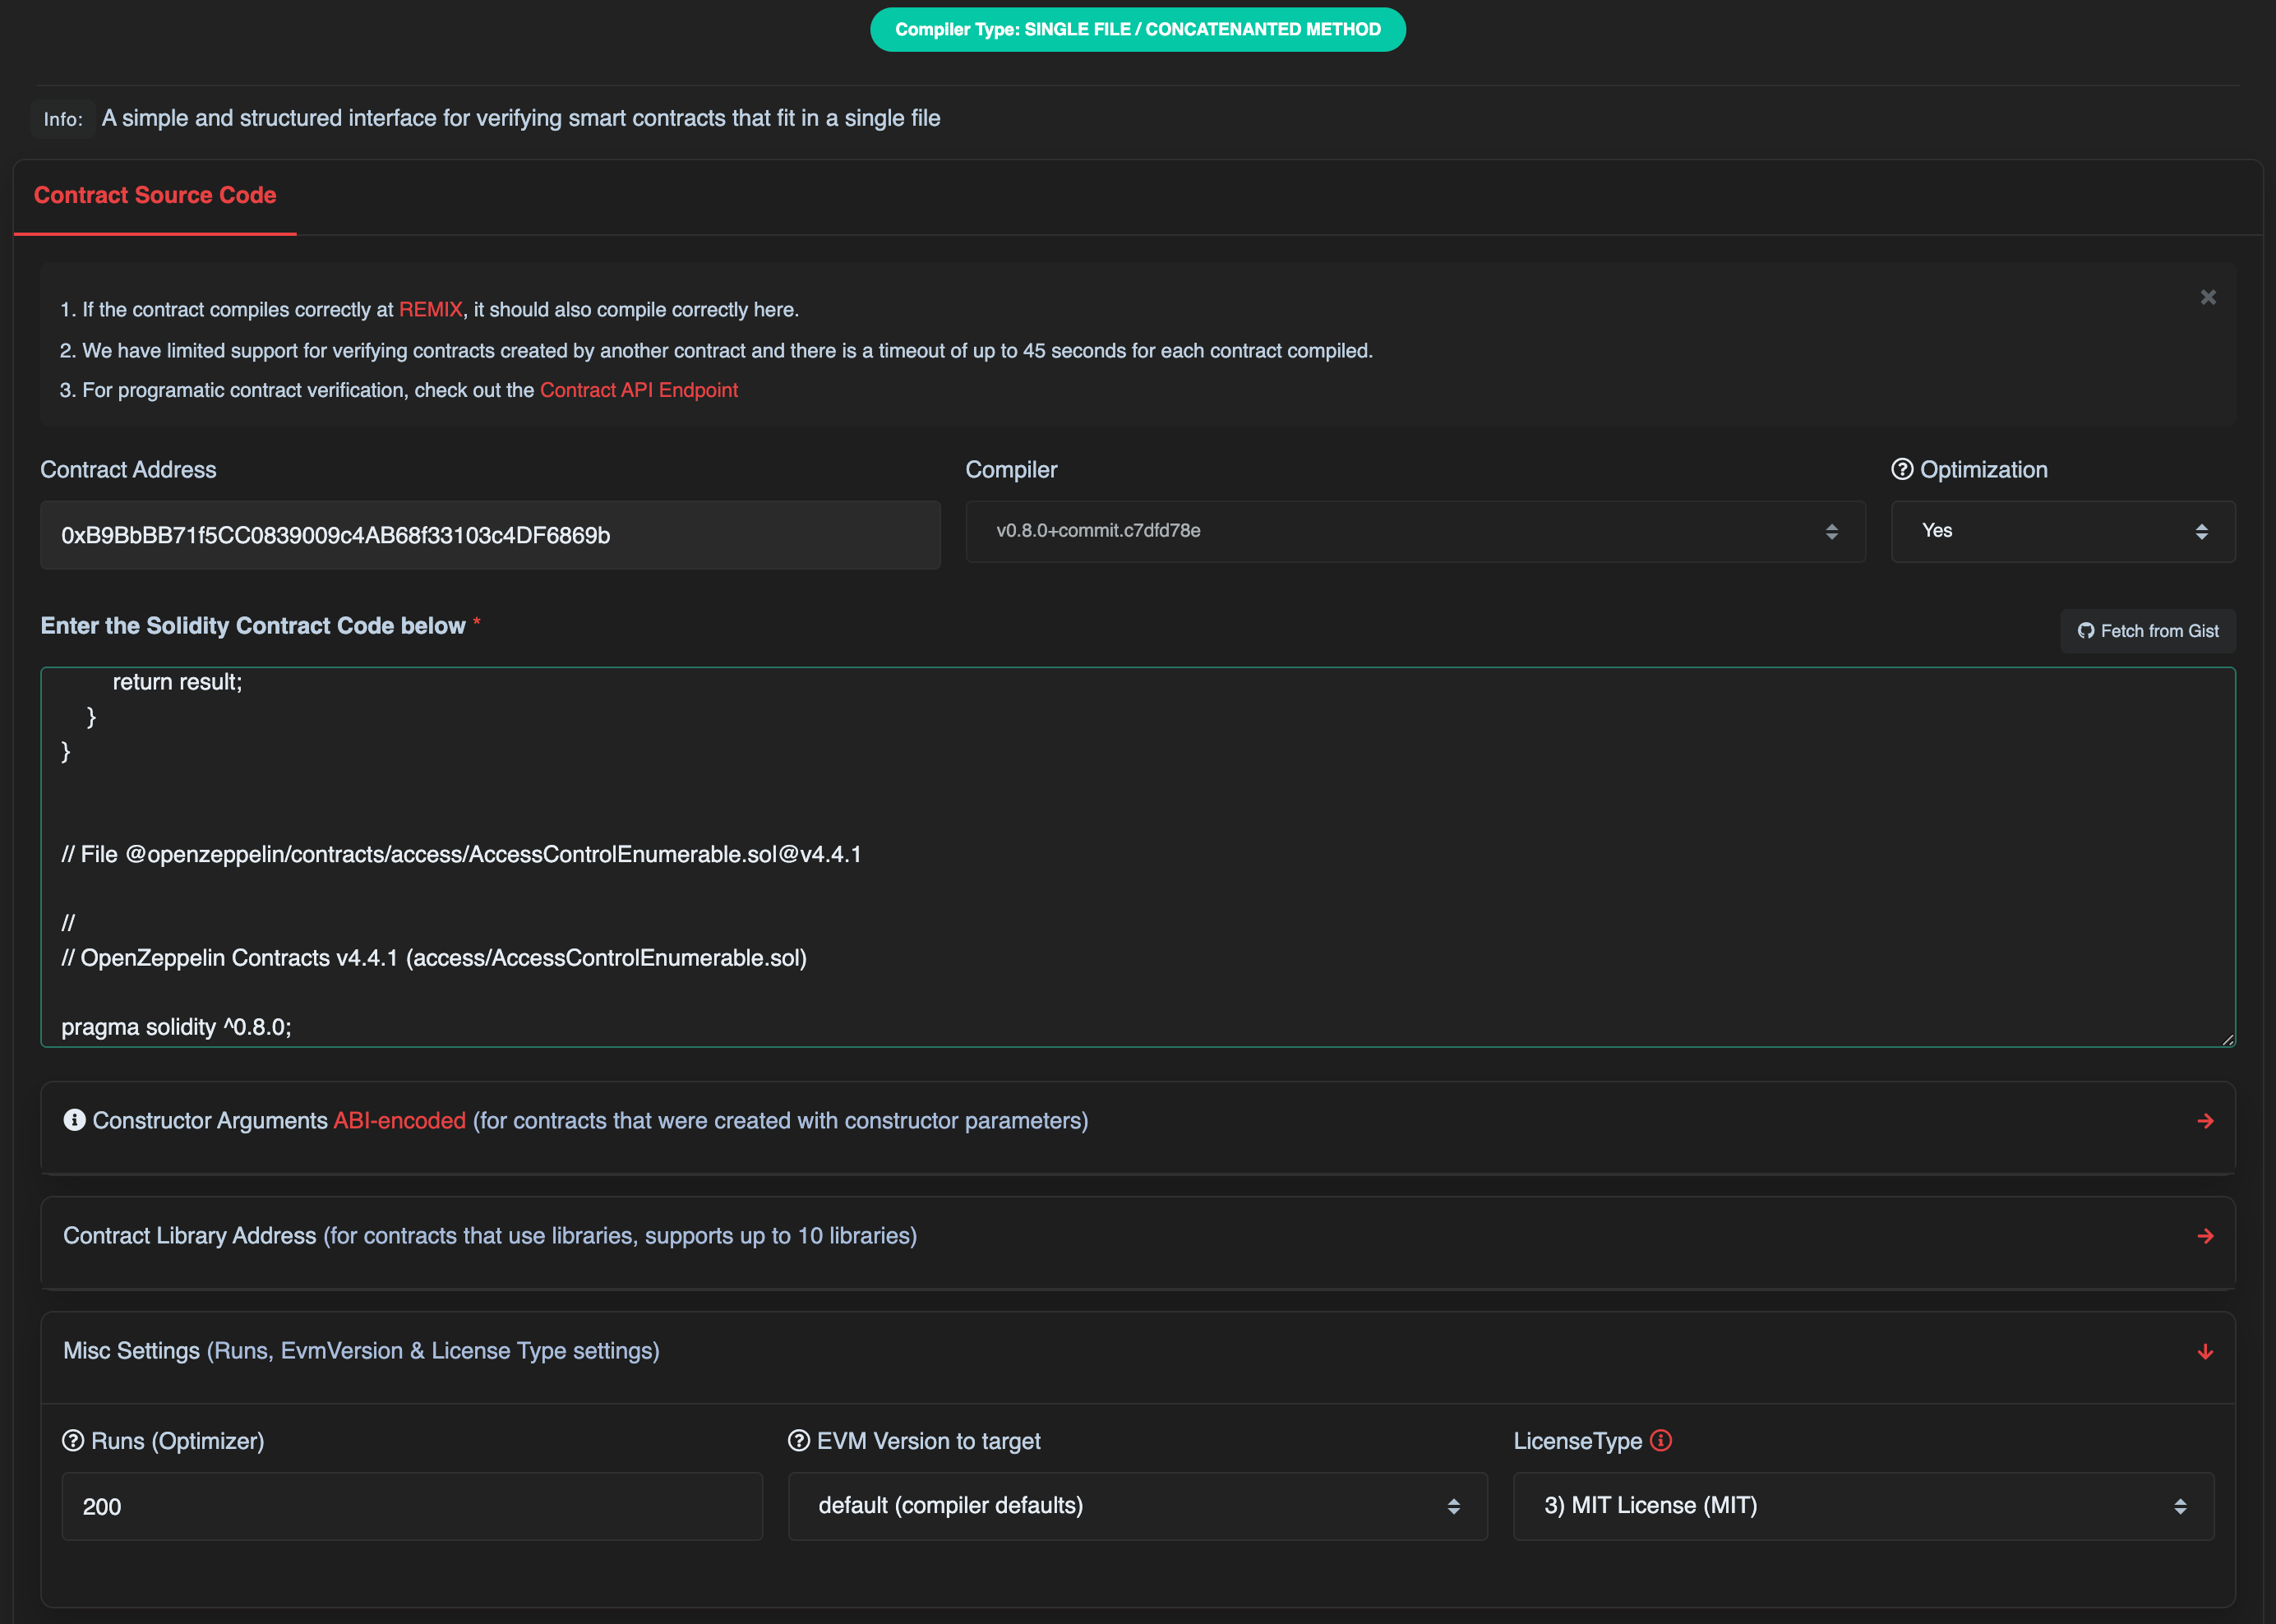 Compiler Type: SINGLE FILE / CONCATENANTED METHOD
Info: A simple and structured interface for verifying smart contracts that fit in a single file
Contract Source Code
1. If the contract compiles correctly at REMIX, it should also compile correctly here.
2. We have limited support for verifying contracts created by another contract and there is a timeout of up to 45 seconds for each contract compiled.
3. For programatic contract verification, check out the Contract API Endpoint
Contract Address
Compiler
Optimization
0xB9BbBB71f5CC0839009c4AB68f33103c4DF6869b
v0.8.0+commit.c7dfd78e
Yes
Enter the Solidity Contract Code below *
Fetch from Gist
return result;
}
}
// File @openzeppelin/contracts/access/AccessControlEnumerable.sol@v4.4.1
//
// OpenZeppelin Contracts v4.4.1 (access/AccessControlEnumerable.sol)
pragma solidity ^0.8.0;
Constructor Arguments ABI-encoded (for contracts that were created with constructor parameters)
Contract Library Address (for contracts that use libraries, supports up to 10 libraries)
Misc Settings (Runs, EvmVersion & License Type settings)
Runs (Optimizer)
EVM Version to target
LicenseType
200
default (compiler defaults)
3) MIT License (MIT)